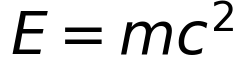 E = mc²